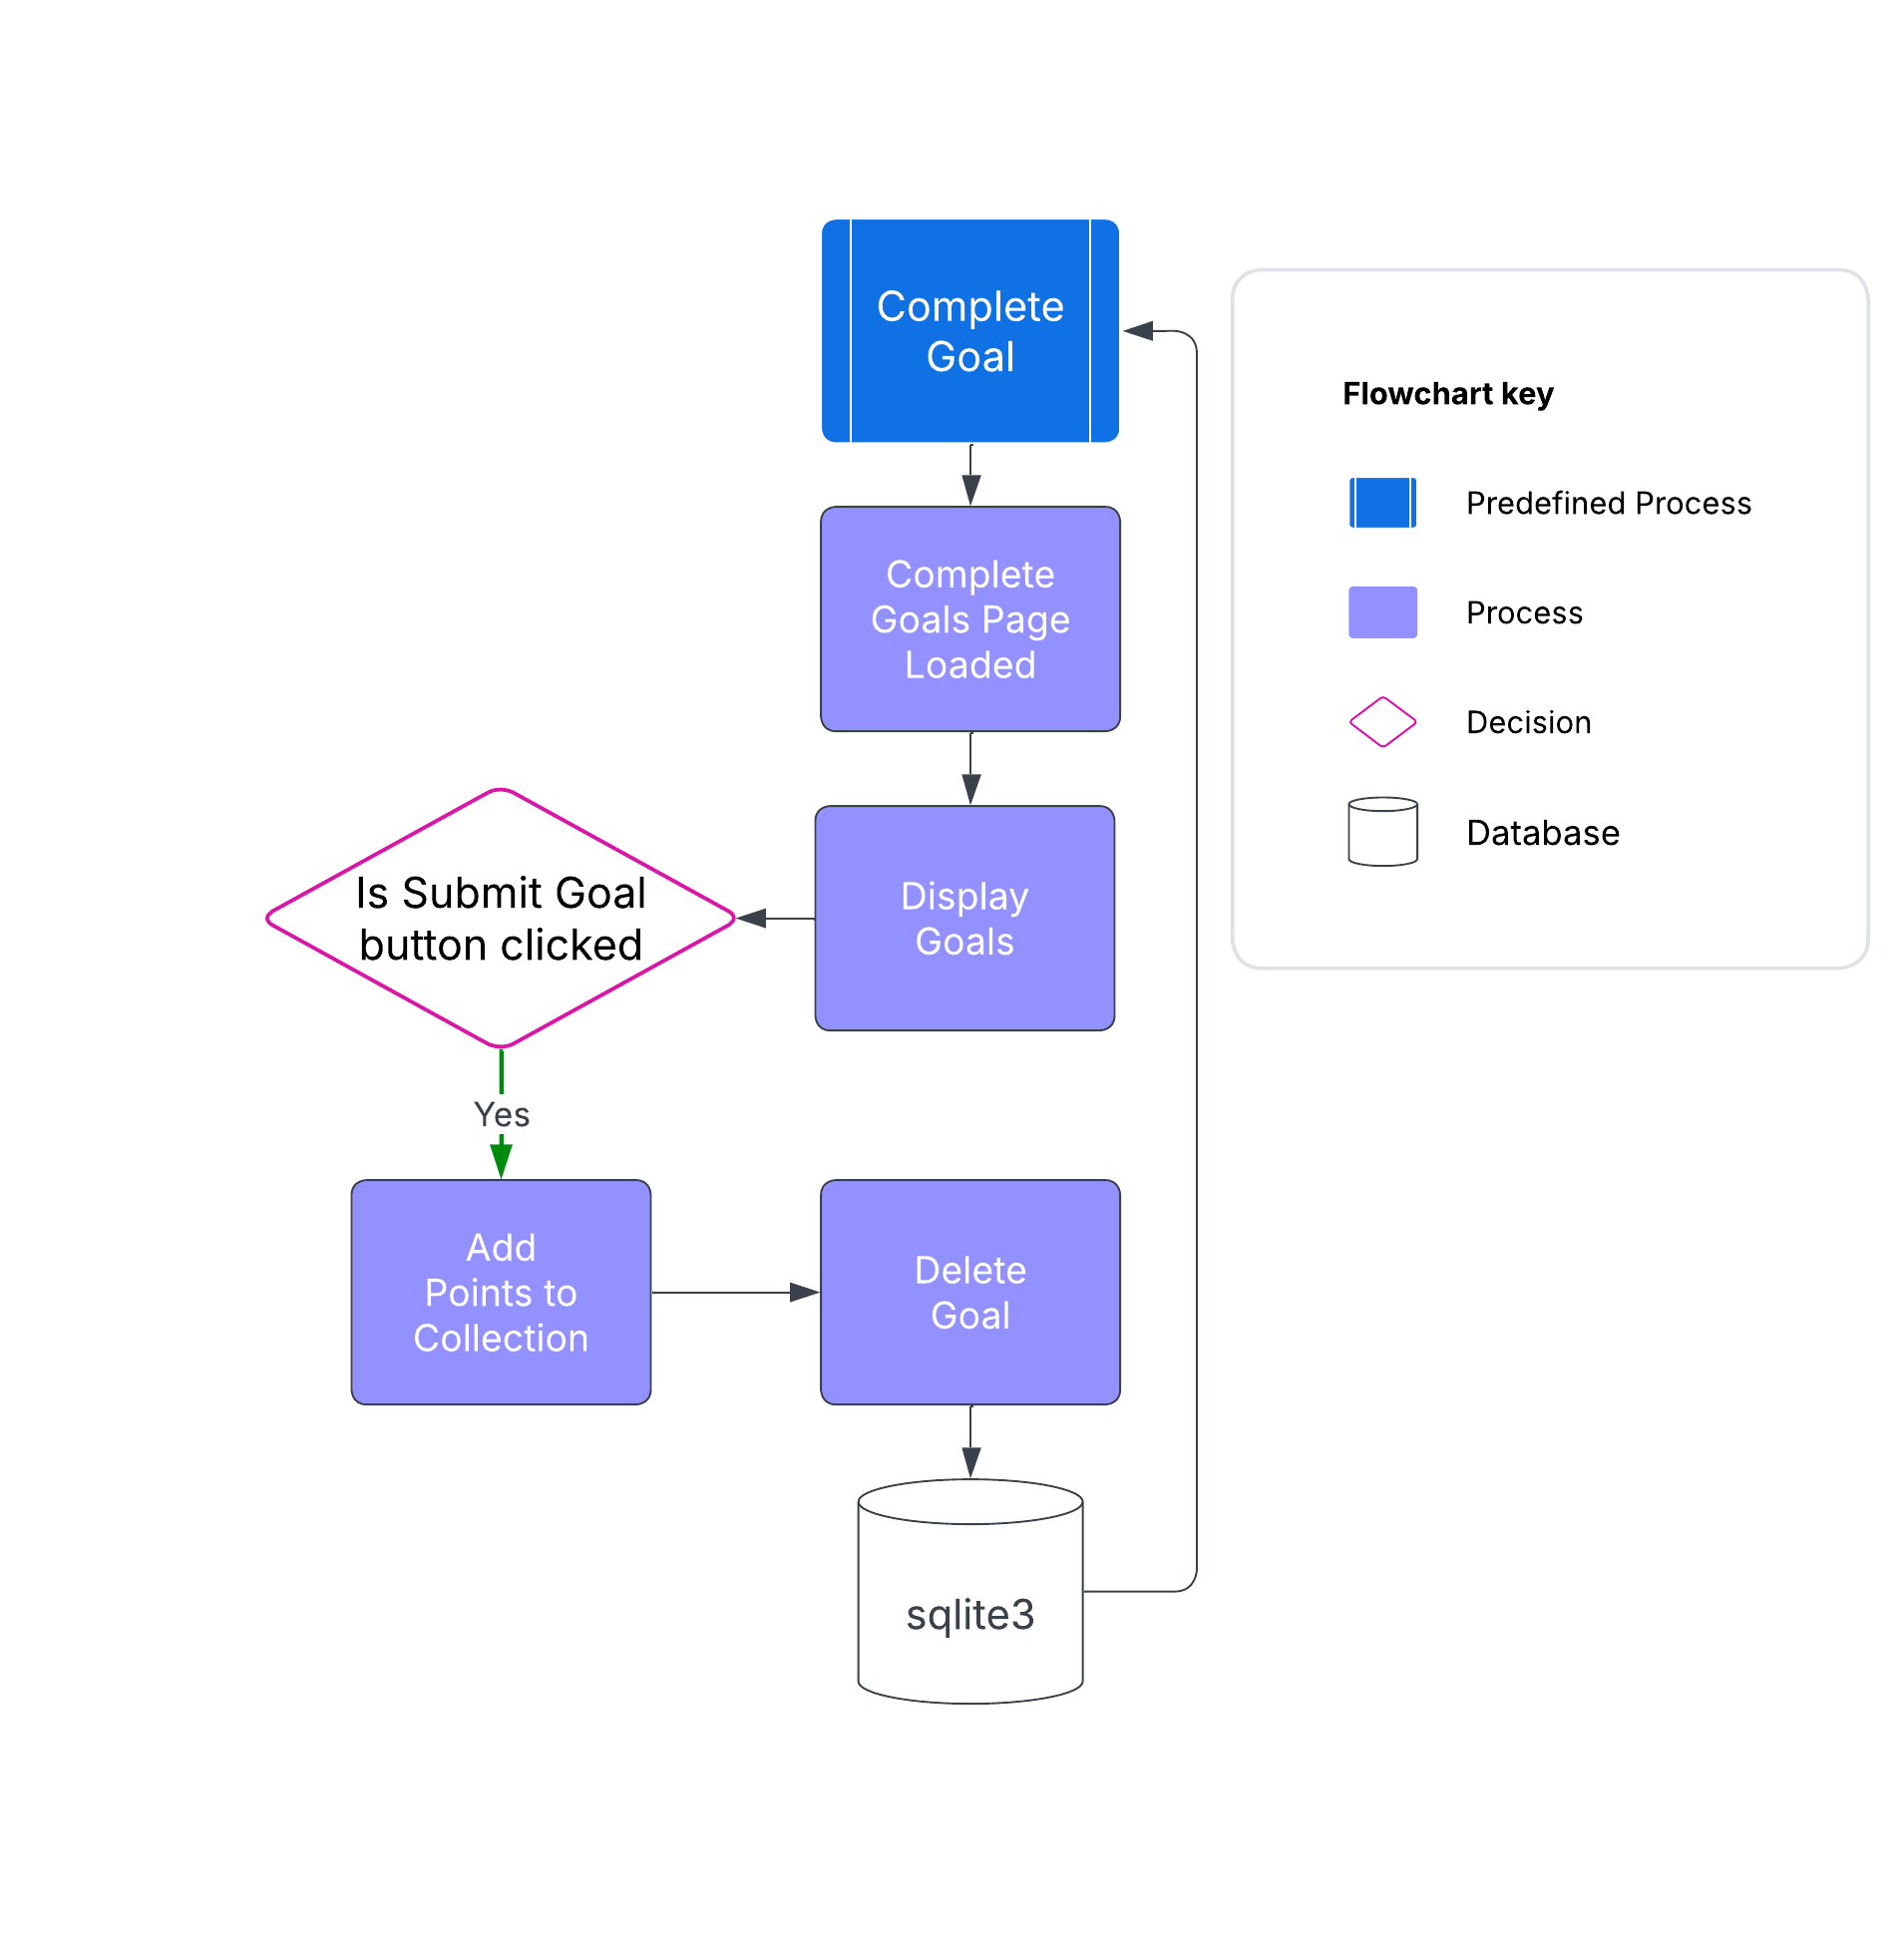 Complete
Goal
Complete
Goals Page
Loaded
Display
Goals
Is Submit Goal
button clicked
Yes
Add
Points to
Collection
Delete
Goal
sqlite3
Flowchart key
Predefined Process
Process
Decision
Database